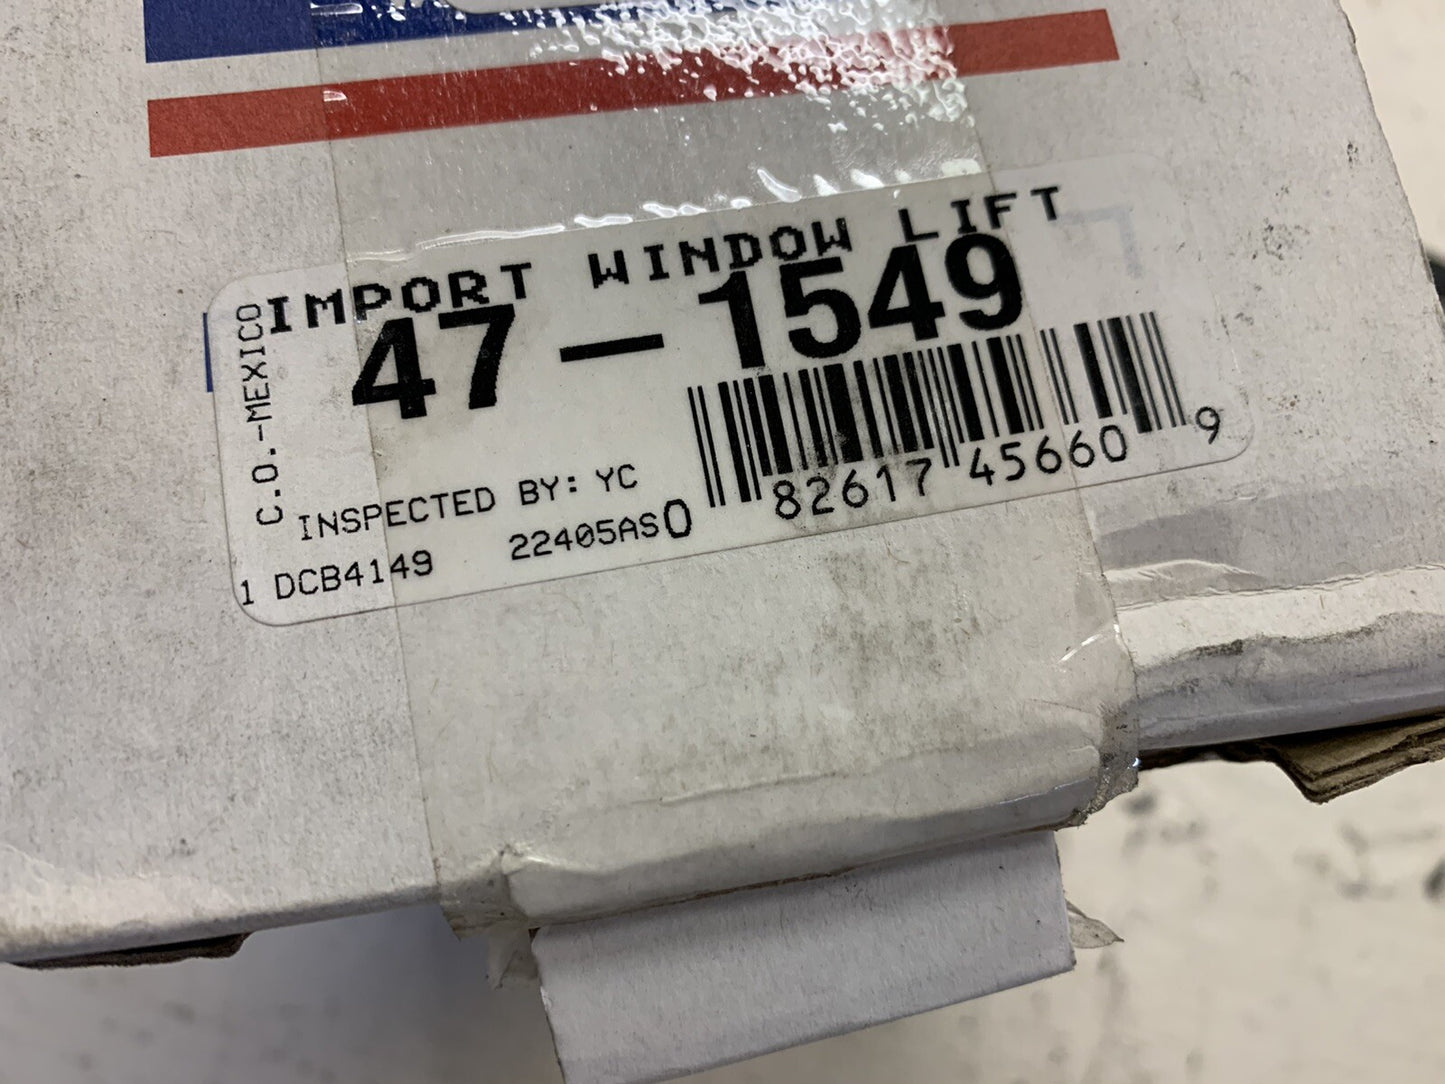 IMPORT WINDOW LIFT
47-1549
C.O.-MEXICO
INSPECTED BY: YC
1 DCB4149 22405AS
0 82617 45660 9